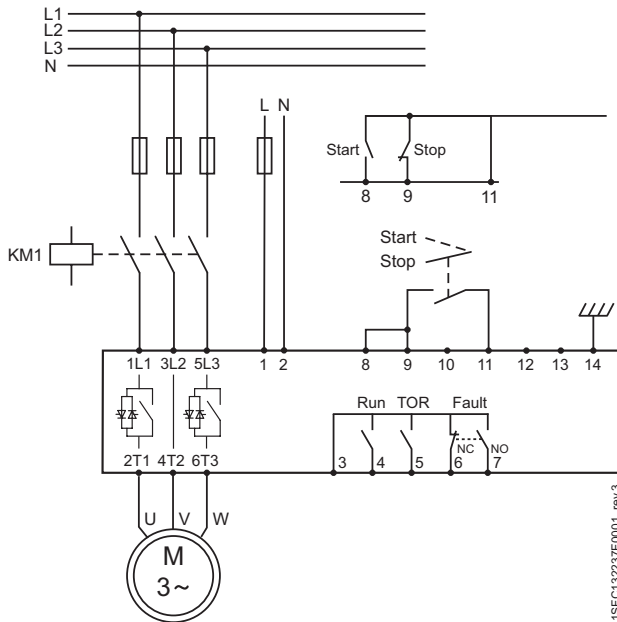 L1
L2
L3
N
L N
Start Stop
8 9 11
KM1
Start
Stop
1L1 3L2 5L3 1 2 8 9 10 11 12 13 14
Run TOR Fault
NC NO
2T1 4T2 6T3 3 4 5 6 7
U V W
M
3~
1SFC132237F0001 rev 3